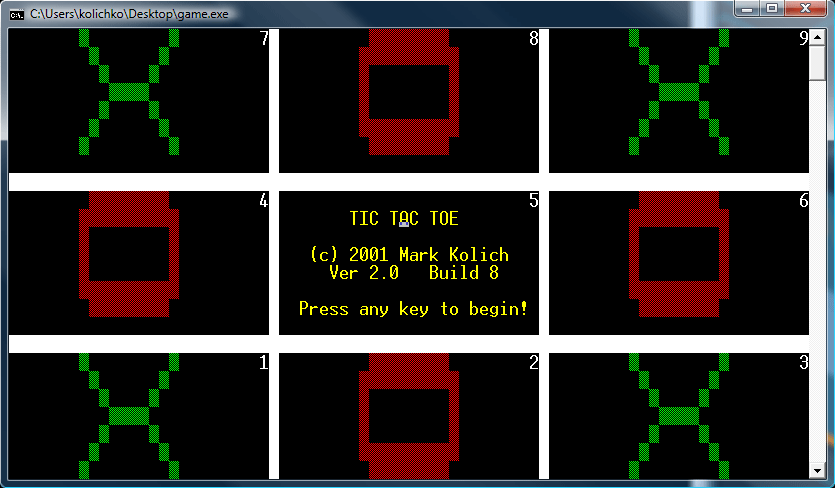 C:\Users\kolichko\Desktop\game.exe
7
8
9
4
5
6
TIC TAC TOE
(c) 2001 Mark Kolich
Ver 2.0 Build 8
Press any key to begin!
1
2
3